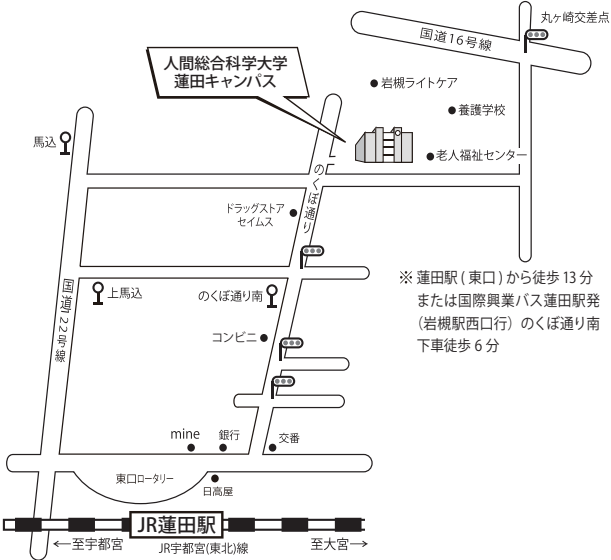 丸ヶ崎交差点
国道16号線
人間総合科学大学
蓮田キャンパス
岩槻ライトケア
養護学校
老人福祉センター
馬込
のくぼ通り
ドラッグストア
セイムス
国道122号線
上馬込
のくぼ通り南
コンビニ
※ 蓮田駅(東口)から徒歩13分
または国際興業バス蓮田駅発
（岩槻駅西口行）のくぼ通り南
下車徒歩6分
mine
銀行
交番
東口ロータリー
日高屋
JR蓮田駅
←至宇都宮
JR宇都宮(東北)線
至大宮→